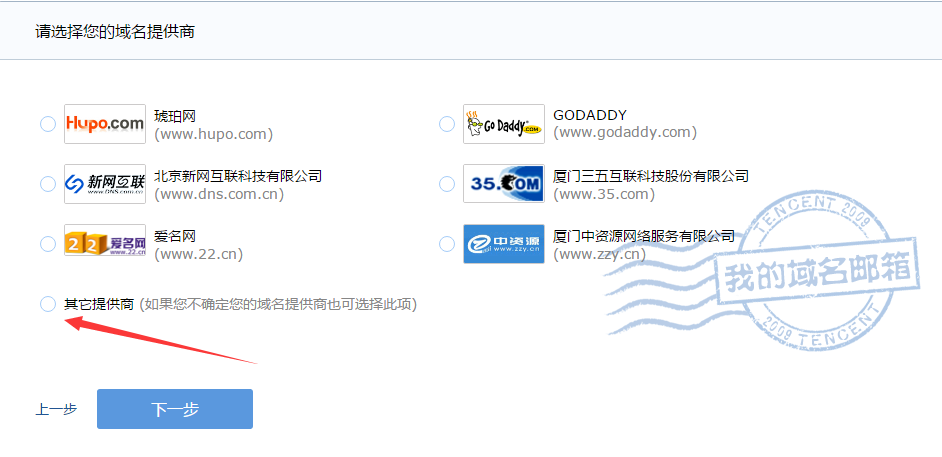 请选择您的域名提供商
Hupo.com
琥珀网
(www.hupo.com)
Go Daddy.COM
GODADDY
(www.godaddy.com)
新网互联
www.DNS.com.cn
北京新网互联科技有限公司
(www.dns.com.cn)
35.COM
厦门三五互联科技股份有限公司
(www.35.com)
22 爱名网
www.22.cn
爱名网
(www.22.cn)
中资源
www.zzy.cn
厦门中资源网络服务有限公司
(www.zzy.cn)
TENCENT 2009
我的域名邮箱
2009 TENCENT
其它提供商 (如果您不确定您的域名提供商也可选择此项)
上一步
下一步